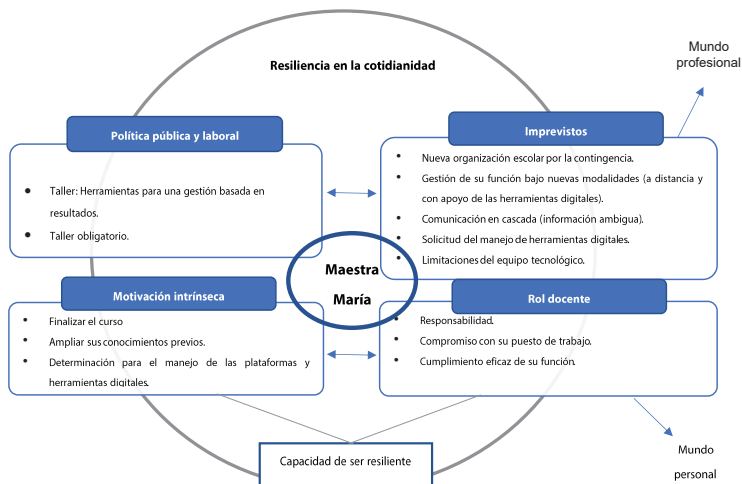 Resiliencia en la cotidianidad
Mundo
profesional
Política pública y laboral
● Taller: Herramientas para una gestión basada en
resultados.
● Taller obligatorio.
Imprevistos
• Nueva organización escolar por la contingencia.
• Gestión de su función bajo nuevas modalidades (a distancia y
con apoyo de las herramientas digitales).
• Comunicación en cascada (información ambigua).
• Solicitud del manejo de herramientas digitales.
• Limitaciones del equipo tecnológico.
Maestra
María
Motivación intrínseca
• Finalizar el curso
• Ampliar sus conocimientos previos.
• Determinación para el manejo de las plataformas y
herramientas digitales.
Rol docente
• Responsabilidad.
• Compromiso con su puesto de trabajo.
• Cumplimiento eficaz de su función.
Capacidad de ser resiliente
Mundo
personal